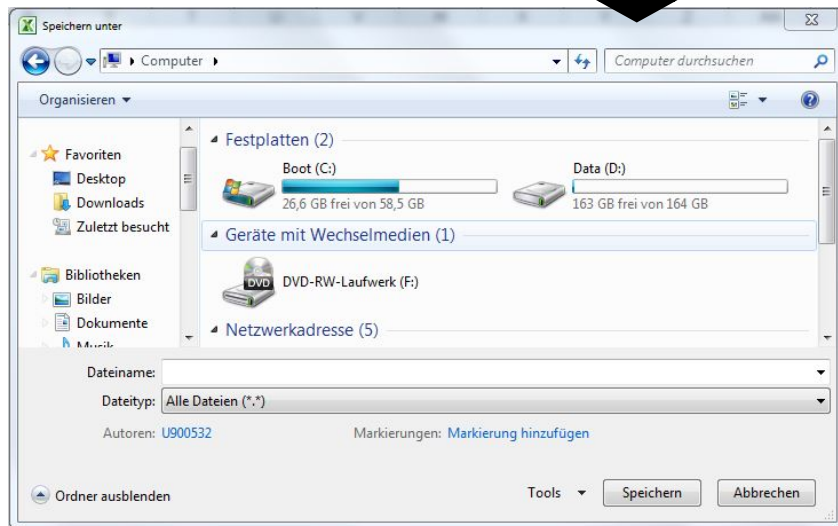 Speichern unter
Computer
Computer durchsuchen
Organisieren
Favoriten
Desktop
Downloads
Zuletzt besucht
Bibliotheken
Bilder
Dokumente
Musik
Festplatten (2)
Boot (C:)
26,6 GB frei von 58,5 GB
Data (D:)
163 GB frei von 164 GB
Geräte mit Wechselmedien (1)
DVD
DVD-RW-Laufwerk (F:)
Netzwerkadresse (5)
Dateiname:
Dateityp: Alle Dateien (*.*)
Autoren: U900532 Markierungen: Markierung hinzufügen
Ordner ausblenden Tools Speichern Abbrechen